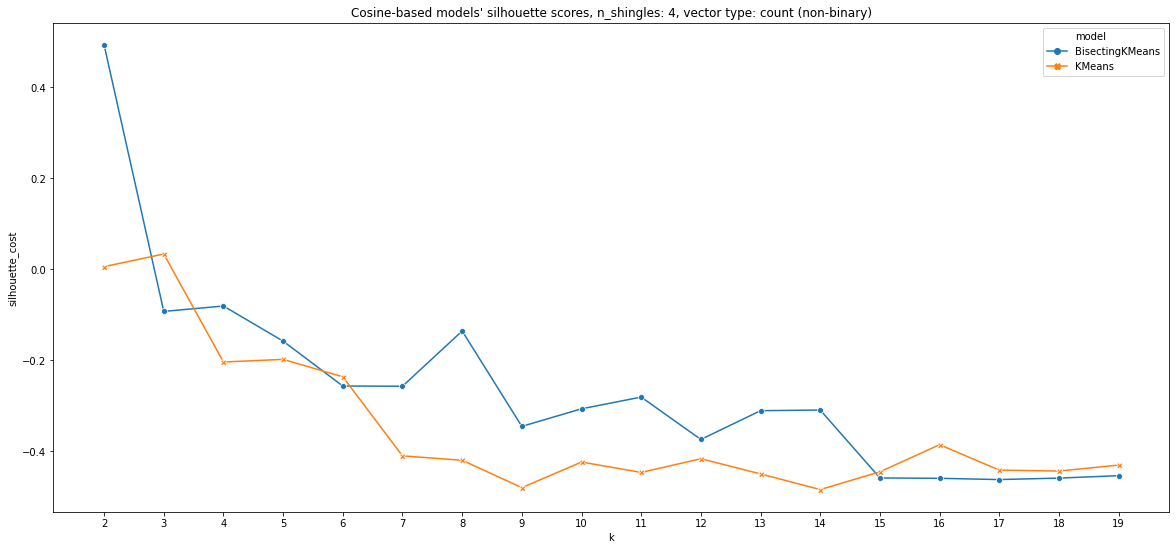 Cosine-based models' silhouette scores, n_shingles: 4, vector type: count (non-binary)
model
BisectingKMeans
KMeans
silhouette_cost
0.4
0.2
0.0
−0.2
−0.4
2 3 4 5 6 7 8 9 10 11 12 13 14 15 16 17 18 19
k